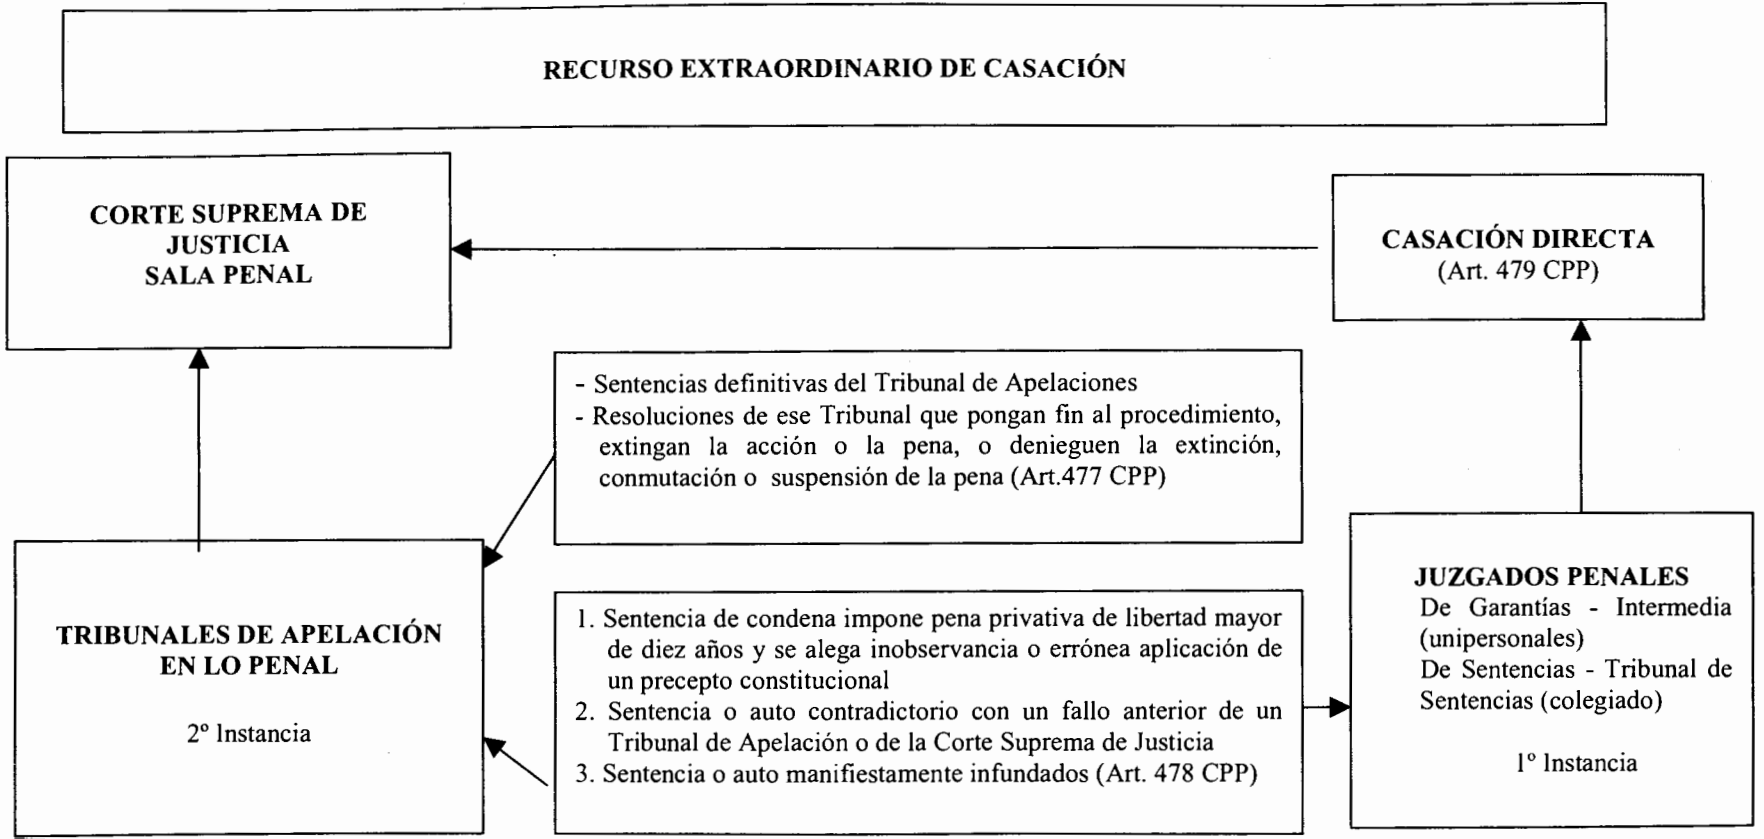 RECURSO EXTRAORDINARIO DE CASACIÓN
CORTE SUPREMA DE
JUSTICIA
SALA PENAL
CASACIÓN DIRECTA
(Art. 479 CPP)
- Sentencias definitivas del Tribunal de Apelaciones
- Resoluciones de ese Tribunal que pongan fin al procedimiento,
extingan la acción o la pena, o denieguen la extinción,
conmutación o suspensión de la pena (Art.477 CPP)
TRIBUNALES DE APELACIÓN
EN LO PENAL
2º Instancia
1. Sentencia de condena impone pena privativa de libertad mayor
de diez años y se alega inobservancia o errónea aplicación de
un precepto constitucional
2. Sentencia o auto contradictorio con un fallo anterior de un
Tribunal de Apelación o de la Corte Suprema de Justicia
3. Sentencia o auto manifiestamente infundados (Art. 478 CPP)
JUZGADOS PENALES
De Garantías - Intermedia
(unipersonales)
De Sentencias - Tribunal de
Sentencias (colegiado)
1º Instancia